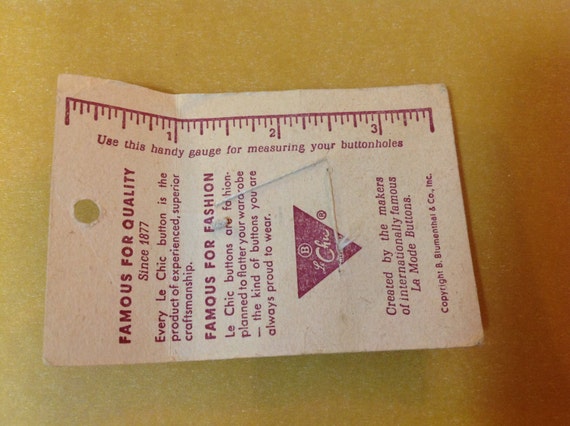 1 2 3
Use this handy gauge for measuring your buttonholes
FAMOUS FOR QUALITY
Since 1877
Every Le Chic button is the
product of experienced, superior
craftsmanship.
FAMOUS FOR FASHION
Le Chic buttons are fashion-
planned to flatter your wardrobe
— the kind of buttons you are
always proud to wear.
B
Le Chic ®
Created by the makers
of internationally famous
La Mode Buttons.
Copyright B. Blumenthal & Co., Inc.